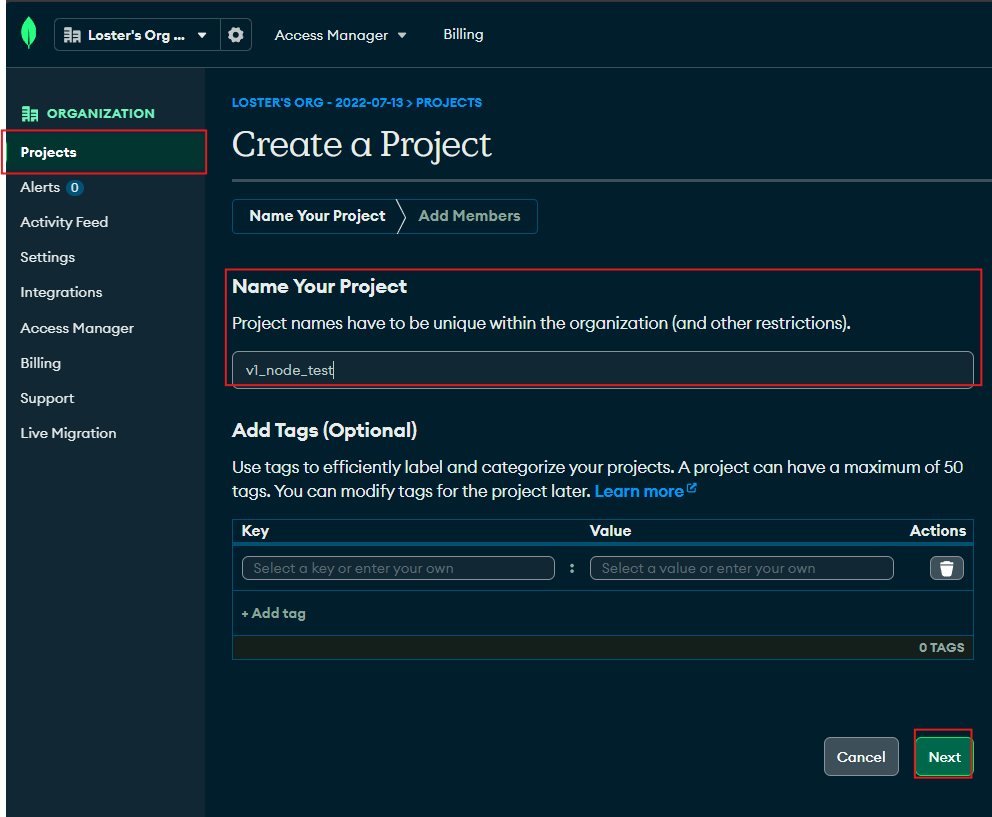 Loster's Org ...
Access Manager
Billing
ORGANIZATION
Projects
Alerts 0
Activity Feed
Settings
Integrations
Access Manager
Billing
Support
Live Migration
LOSTER'S ORG - 2022-07-13 > PROJECTS
Create a Project
Name Your Project
Add Members
Name Your Project
Project names have to be unique within the organization (and other restrictions).
v1_node_test
Add Tags (Optional)
Use tags to efficiently label and categorize your projects. A project can have a maximum of 50
tags. You can modify tags for the project later. Learn more
Key Value Actions
Select a key or enter your own : Select a value or enter your own
+ Add tag
0 TAGS
Cancel
Next